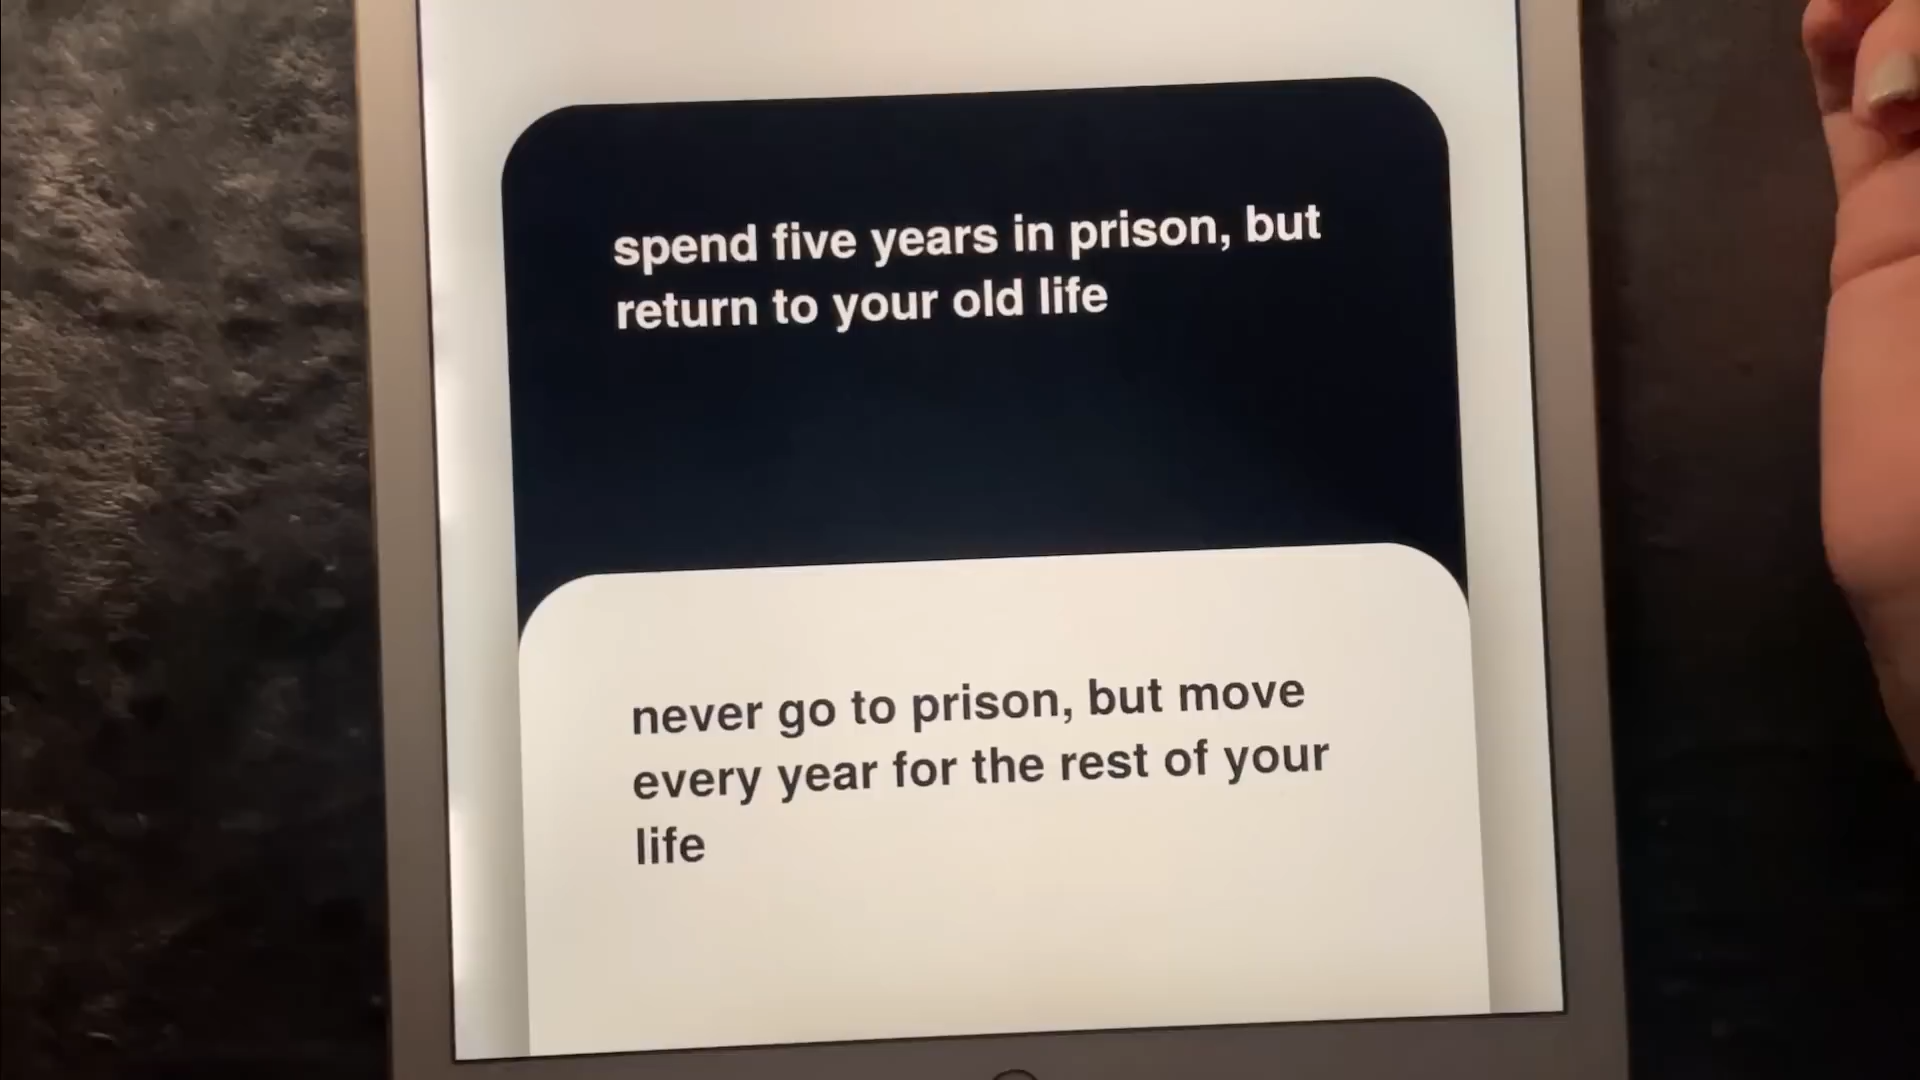 spend five years in prison, but
return to your old life
never go to prison, but move
every year for the rest of your
life